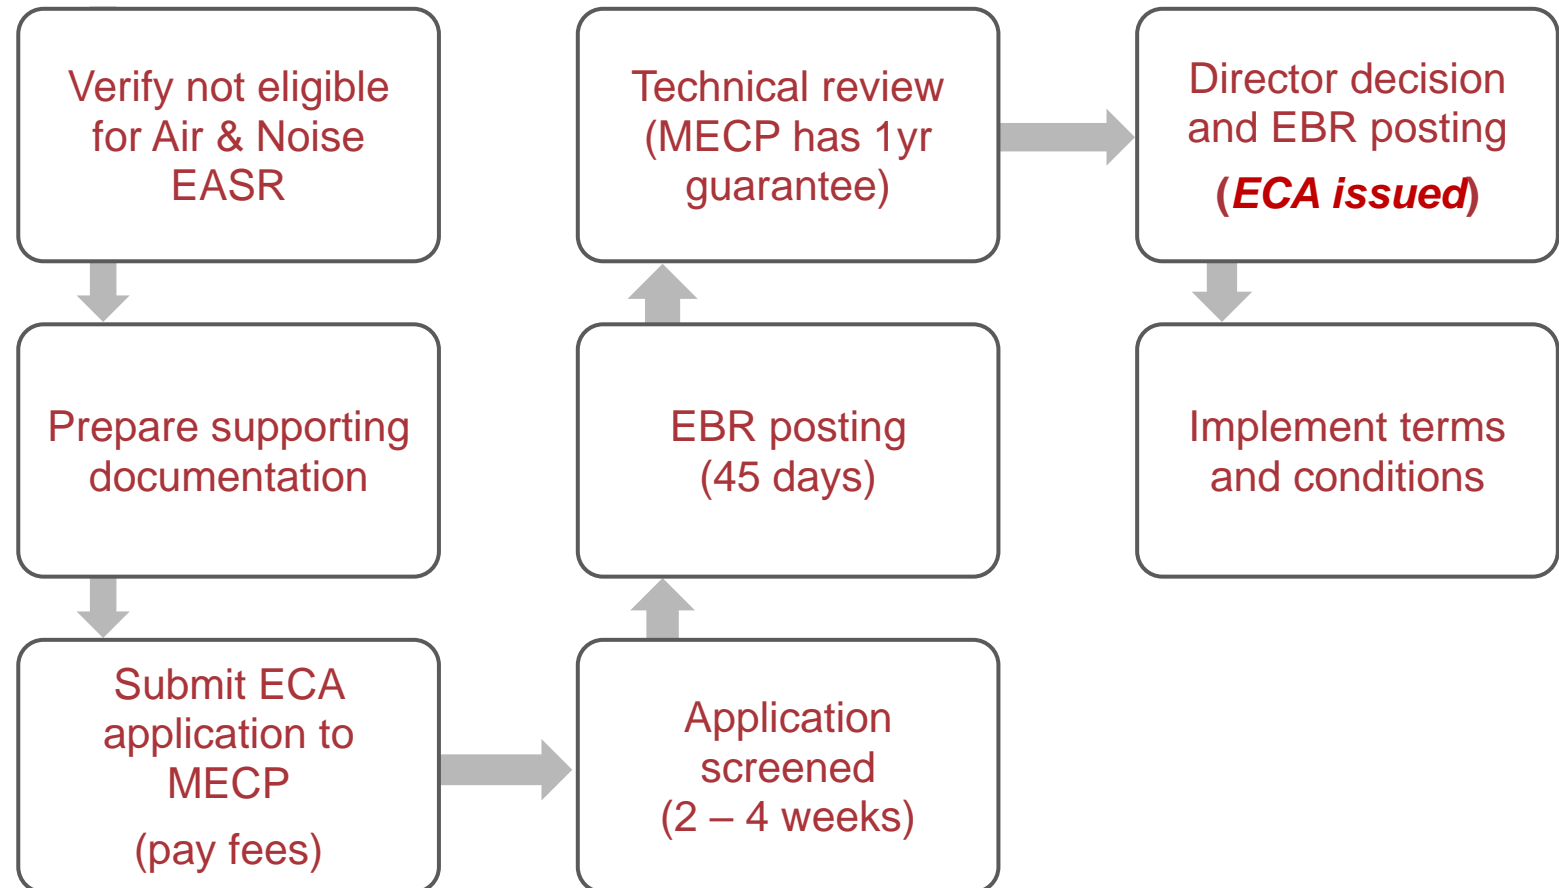 Verify not eligible
for Air & Noise
EASR
Prepare supporting
documentation
Submit ECA
application to
MECP
(pay fees)
Application
screened
(2 – 4 weeks)
EBR posting
(45 days)
Technical review
(MECP has 1yr
guarantee)
Director decision
and EBR posting
(ECA issued)
Implement terms
and conditions